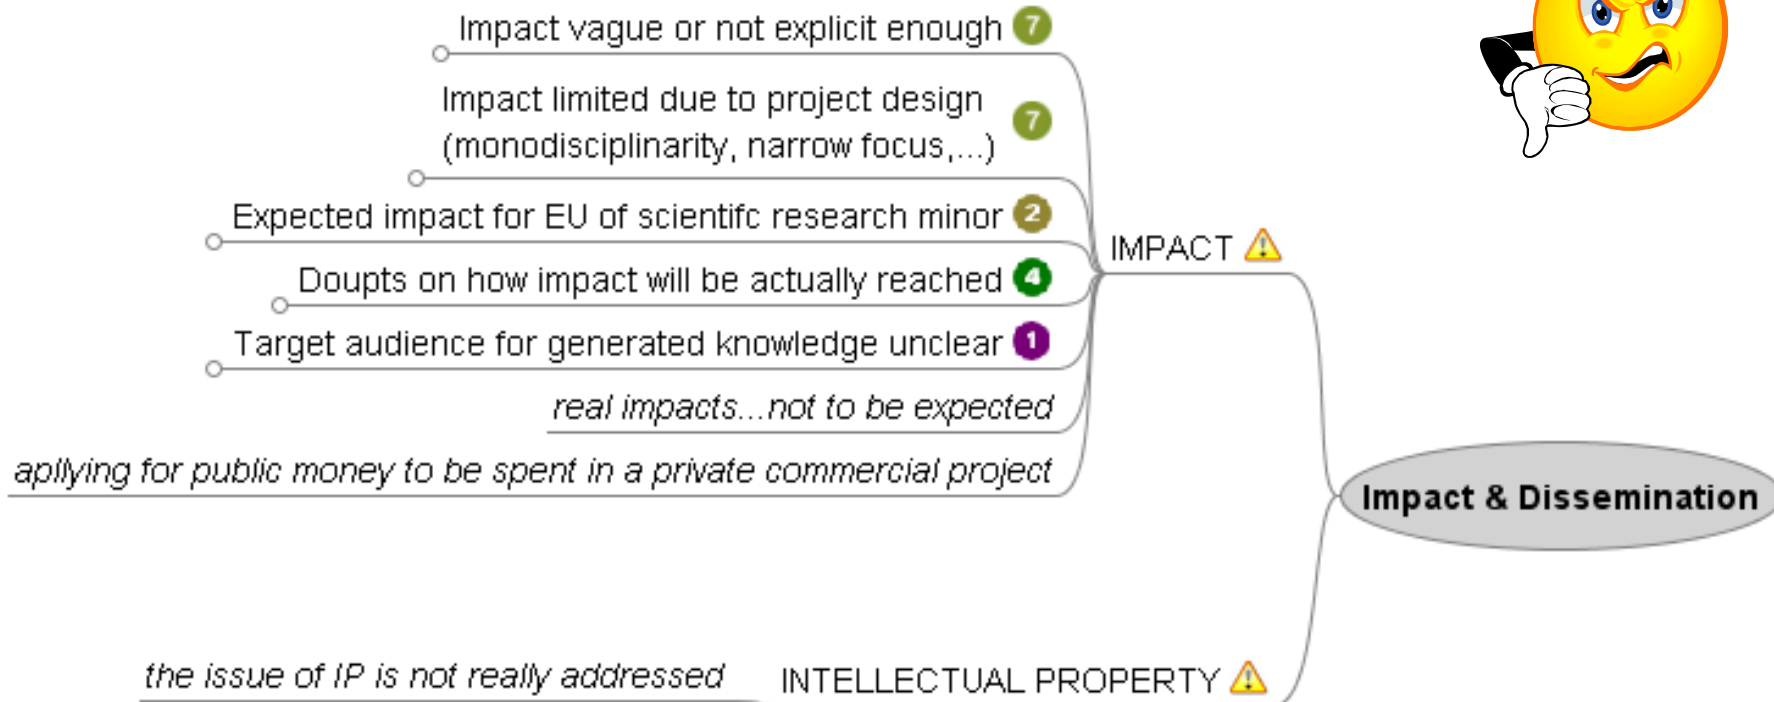 Impact vague or not explicit enough 7
Impact limited due to project design
(monodisciplinarity, narrow focus,...) 7
Expected impact for EU of scientifc research minor 2
IMPACT
Doupts on how impact will be actually reached 4
Target audience for generated knowledge unclear 1
real impacts...not to be expected
apllying for public money to be spent in a private commercial project
Impact & Dissemination
the issue of IP is not really addressed
INTELLECTUAL PROPERTY